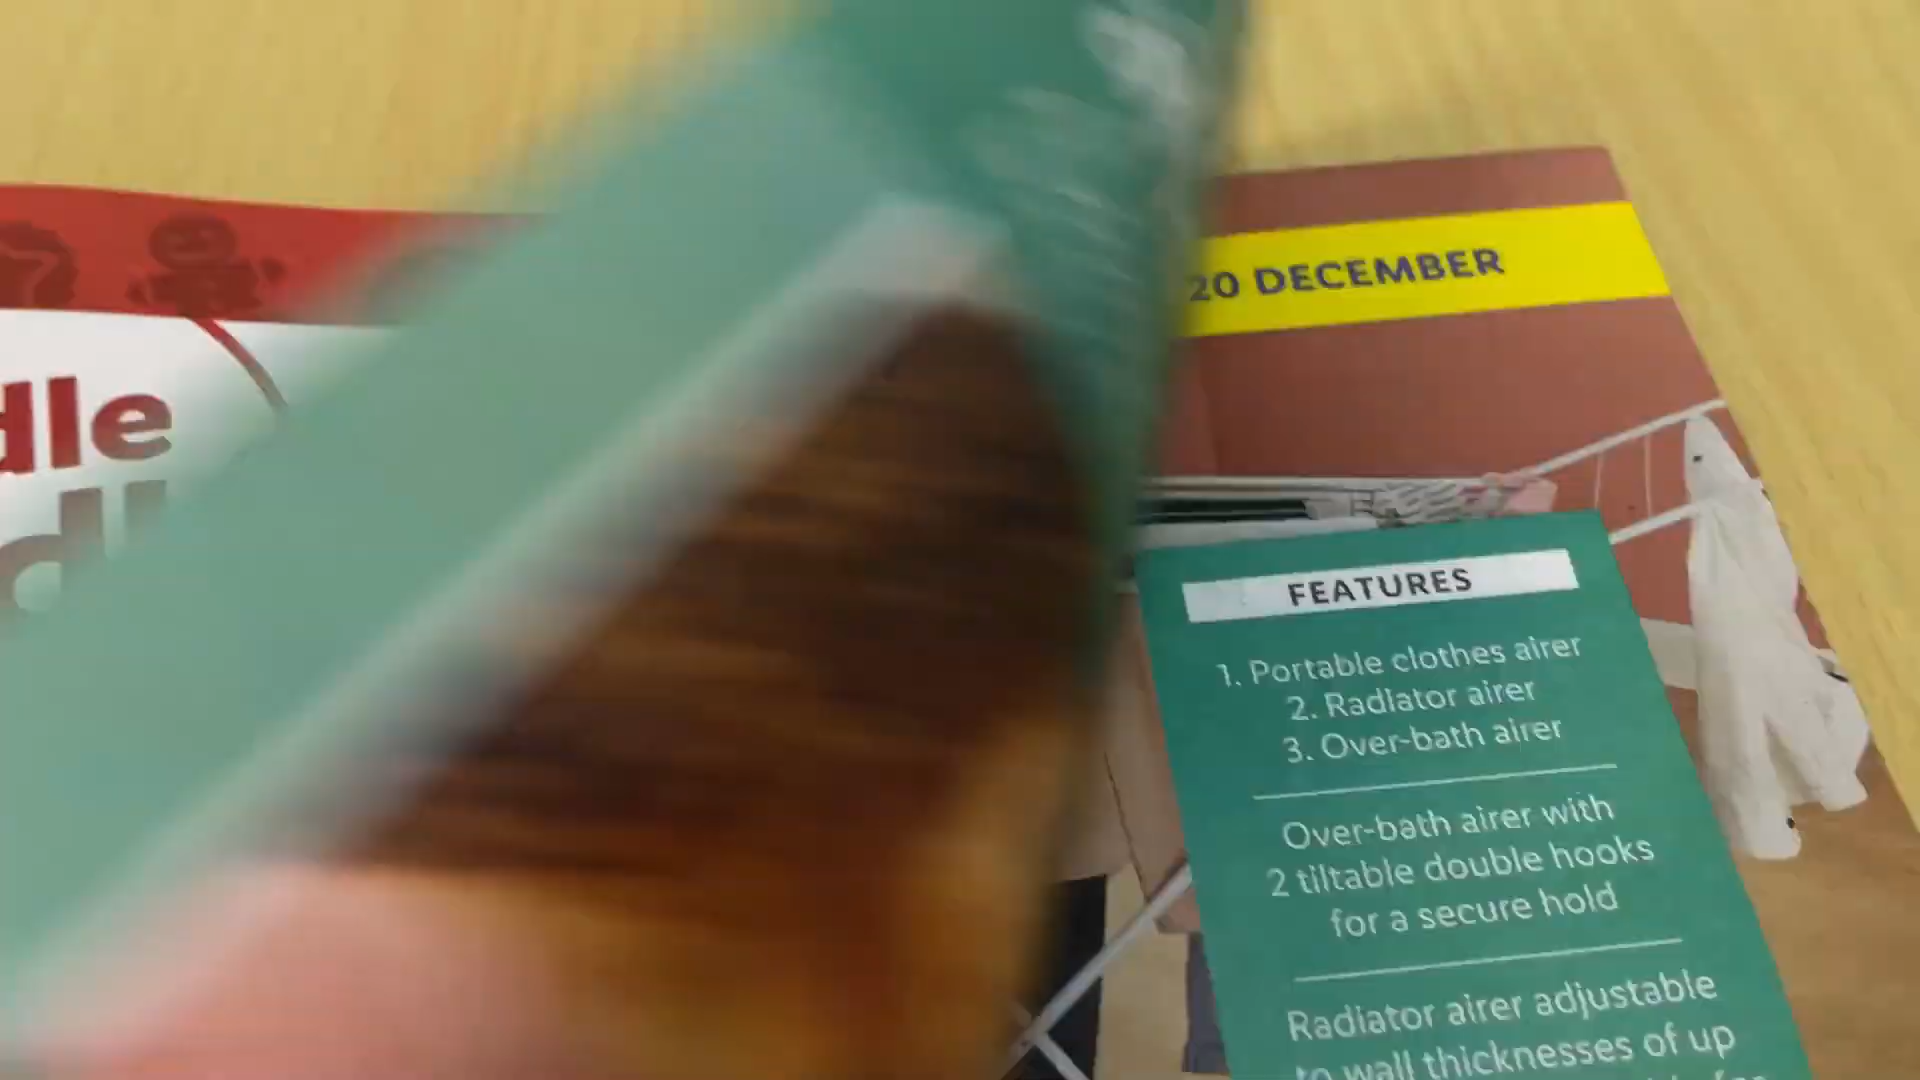 dle
dl
20 DECEMBER
FEATURES
1. Portable clothes airer
2. Radiator airer
3. Over-bath airer
Over-bath airer with
2 tiltable double hooks
for a secure hold
Radiator airer adjustable
to wall thicknesses of up